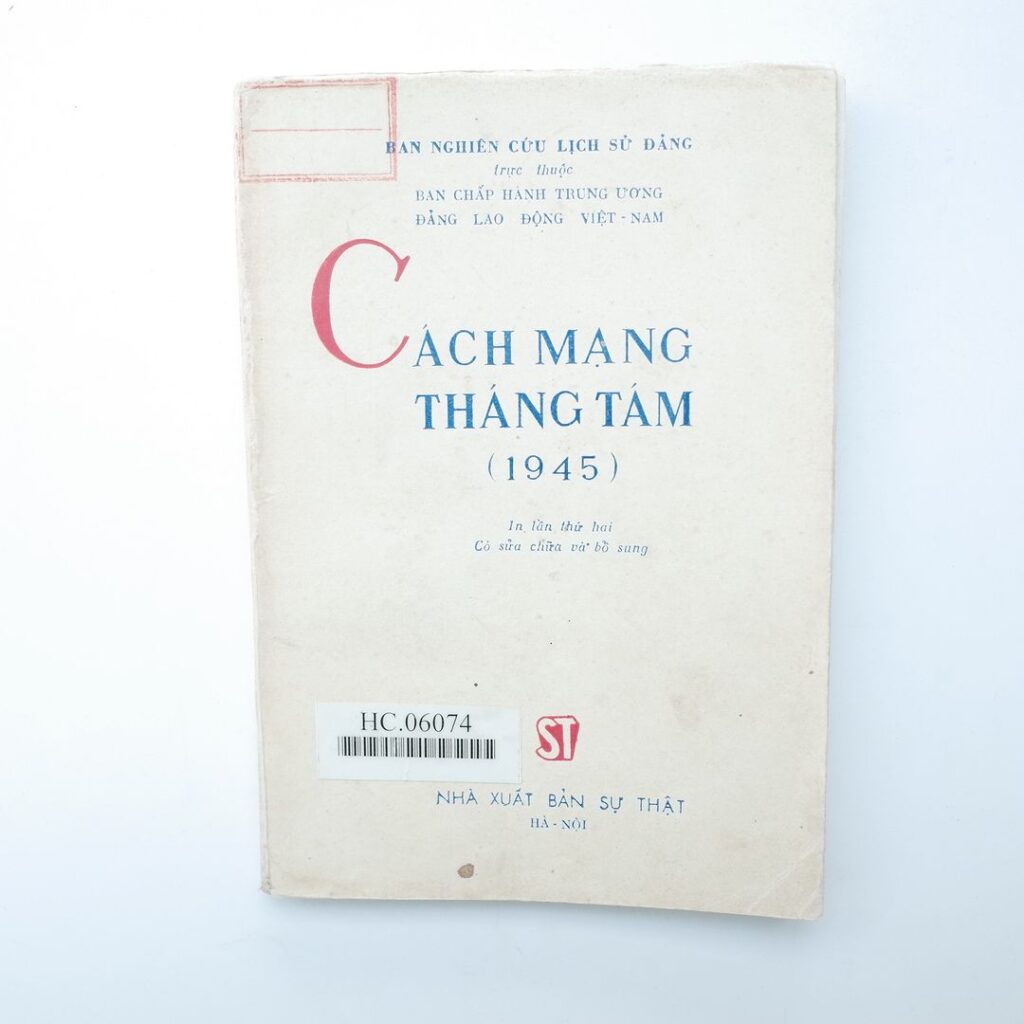 BAN NGHIÊN CỨU LỊCH SỬ ĐẢNG
trực thuộc
BAN CHẤP HÀNH TRUNG ƯƠNG
ĐẢNG LAO ĐỘNG VIỆT - NAM
CÁCH MẠNG
THÁNG TÁM
(1945)
In lần thứ hai
Có sửa chữa và bổ sung
HC.06074
ST
NHÀ XUẤT BẢN SỰ THẬT
HÀ - NỘI